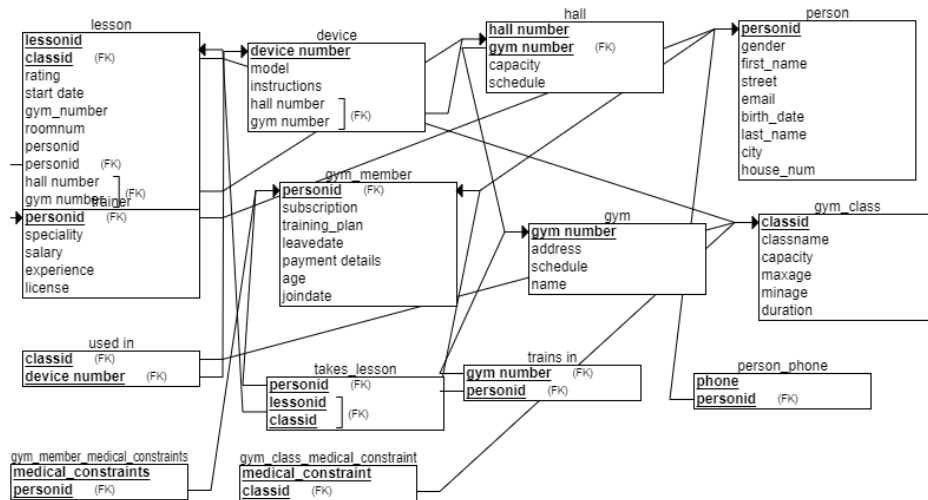 lesson
lessonid
classid (FK)
rating
start date
gym_number
roomnum
personid
personid (FK)
hall number
gym number (FK)
trainer
personid (FK)
speciality
salary
experience
license
device
device number
model
instructions
hall number
gym number (FK)
hall
hall number
gym number (FK)
capacity
schedule
person
personid
gender
first_name
street
email
birth_date
last_name
city
house_num
gym_member
personid (FK)
subscription
training_plan
leavedate
payment details
age
joindate
gym
gym number
address
schedule
name
gym_class
classid
classname
capacity
maxage
minage
duration
used in
classid (FK)
device number (FK)
takes_lesson
personid (FK)
lessonid
classid (FK)
trains in
gym number (FK)
personid (FK)
person_phone
phone
personid (FK)
gym_member_medical_constraints
medical_constraints
personid (FK)
gym_class_medical_constraint
medical_constraint
classid (FK)